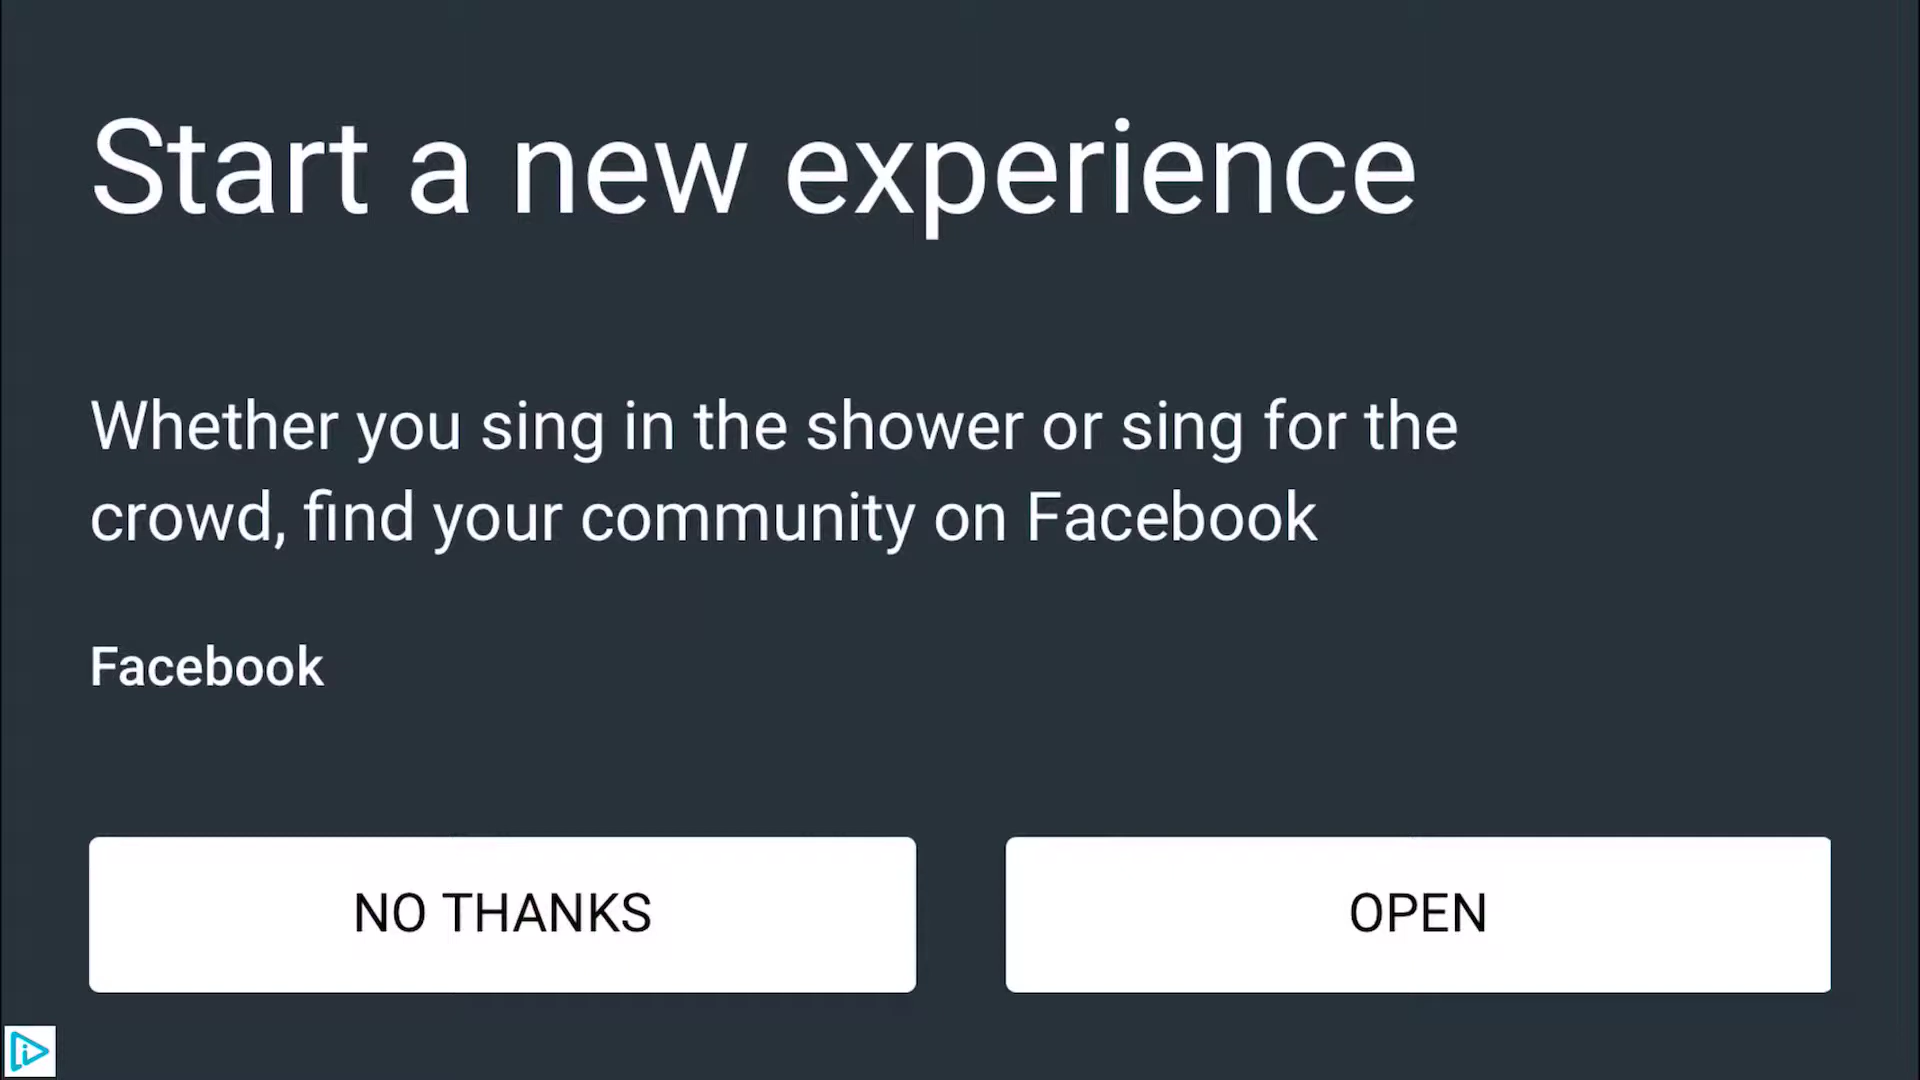 Start a new experience
Whether you sing in the shower or sing for the
crowd, find your community on Facebook
Facebook
NO THANKS
OPEN